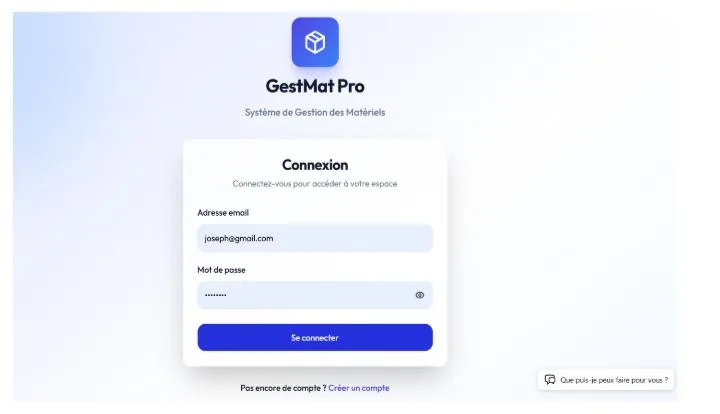 GestMat Pro
Système de Gestion des Matériels
Connexion
Connectez-vous pour accéder à votre espace
Adresse email
joseph@gmail.com
Mot de passe
••••••••
Se connecter
Pas encore de compte ? Créer un compte
Que puis-je peux faire pour vous ?